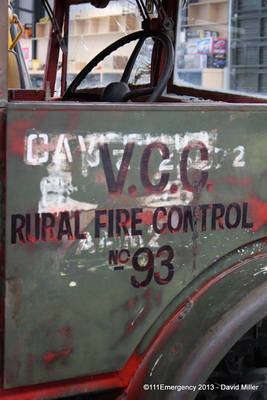 V.C.C.
RURAL FIRE CONTROL
NO. 93
©111Emergency 2013 - David Miller